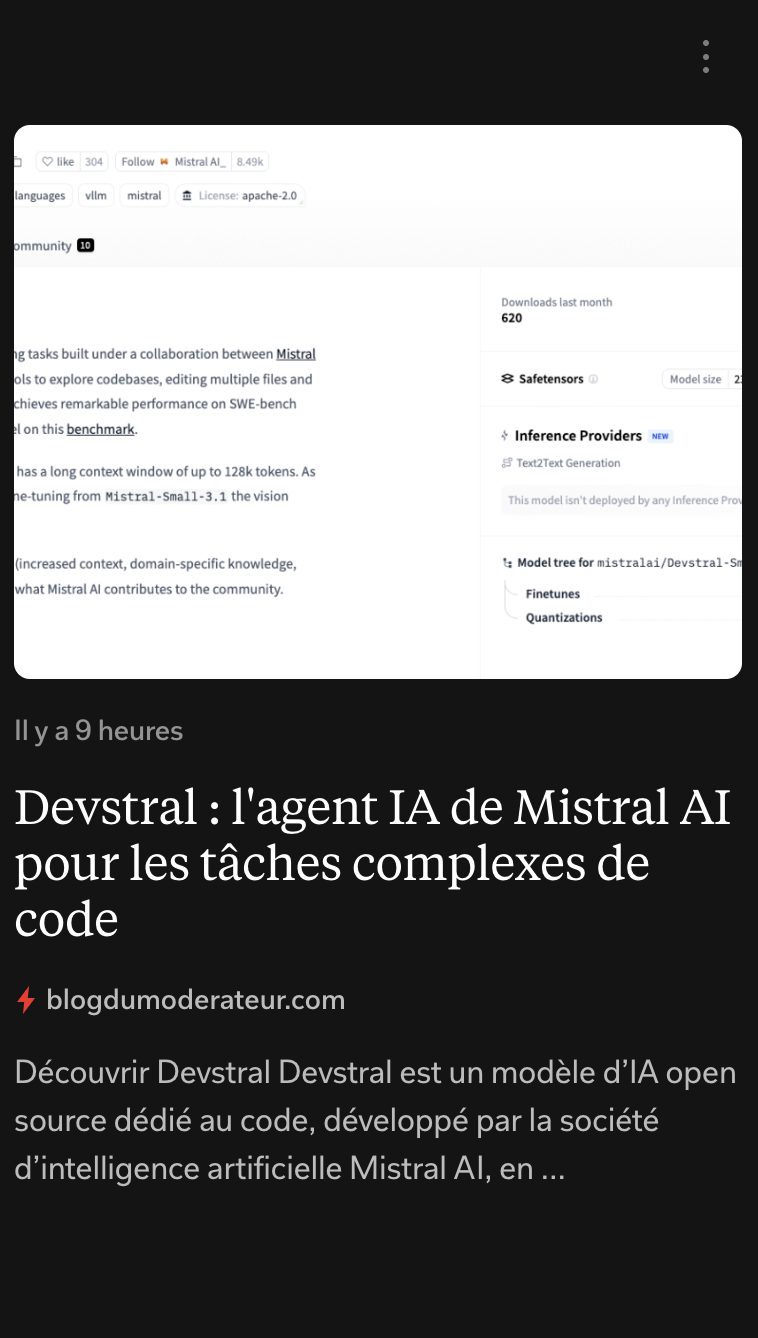 like 304 Follow Mistral AI_ 8.49k
languages vllm mistral License: apache-2.0
ommunity 10
Downloads last month
620
ng tasks built under a collaboration between Mistral
ols to explore codebases, editing multiple files and
chieves remarkable performance on SWE-bench
el on this benchmark.
has a long context window of up to 128k tokens. As
ne-tuning from Mistral-Small-3.1 the vision
(increased context, domain-specific knowledge,
what Mistral AI contributes to the community.
Safetensors Model size 2
Inference Providers NEW
Text2Text Generation
This model isn't deployed by any Inference Prov
Model tree for mistralai/Devstral-Sm
Finetunes
Quantizations
Il y a 9 heures
Devstral : l'agent IA de Mistral AI
pour les tâches complexes de
code
blogdumoderateur.com
Découvrir Devstral Devstral est un modèle d’IA open
source dédié au code, développé par la société
d’intelligence artificielle Mistral AI, en ...